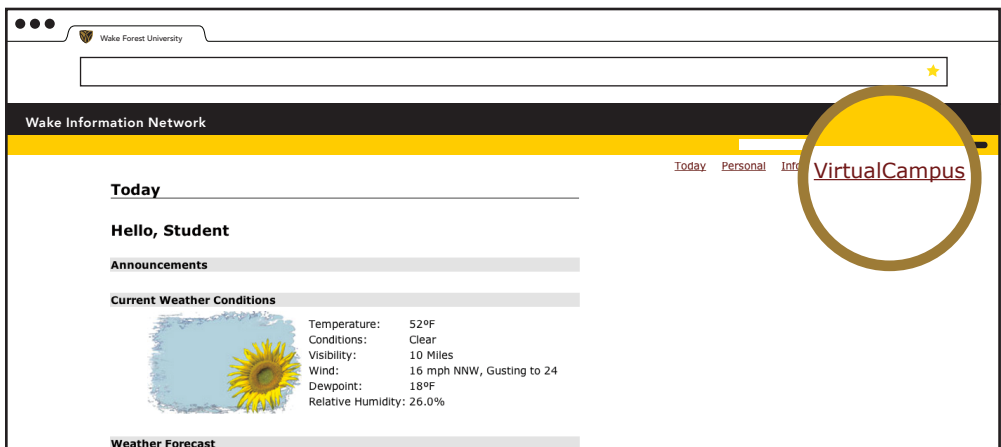 Wake Forest University
Wake Information Network
Today Personal VirtualCampus
Today
Hello, Student
Announcements
Current Weather Conditions
Temperature: 52ºF
Conditions: Clear
Visibility: 10 Miles
Wind: 16 mph NNW, Gusting to 24
Dewpoint: 18ºF
Relative Humidity: 26.0%
Weather Forecast